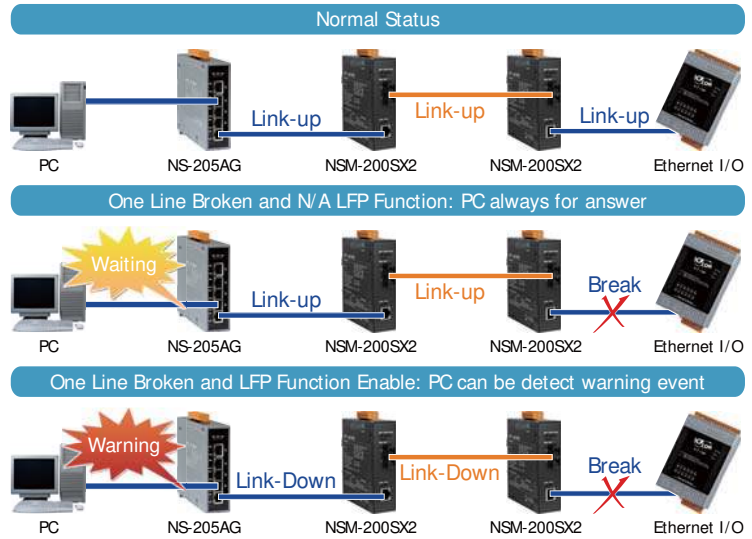 Normal Status
Link-up
Link-up
Link-up
PC
NS-205AG
NSM-200SX2
NSM-200SX2
Ethernet I/O
One Line Broken and N/A LFP Function: PC always for answer
Waiting
Link-up
Link-up
Break
PC
NS-205AG
NSM-200SX2
NSM-200SX2
Ethernet I/O
One Line Broken and LFP Function Enable: PC can be detect warning event
Warning
Link-Down
Link-Down
Break
PC
NS-205AG
NSM-200SX2
NSM-200SX2
Ethernet I/O